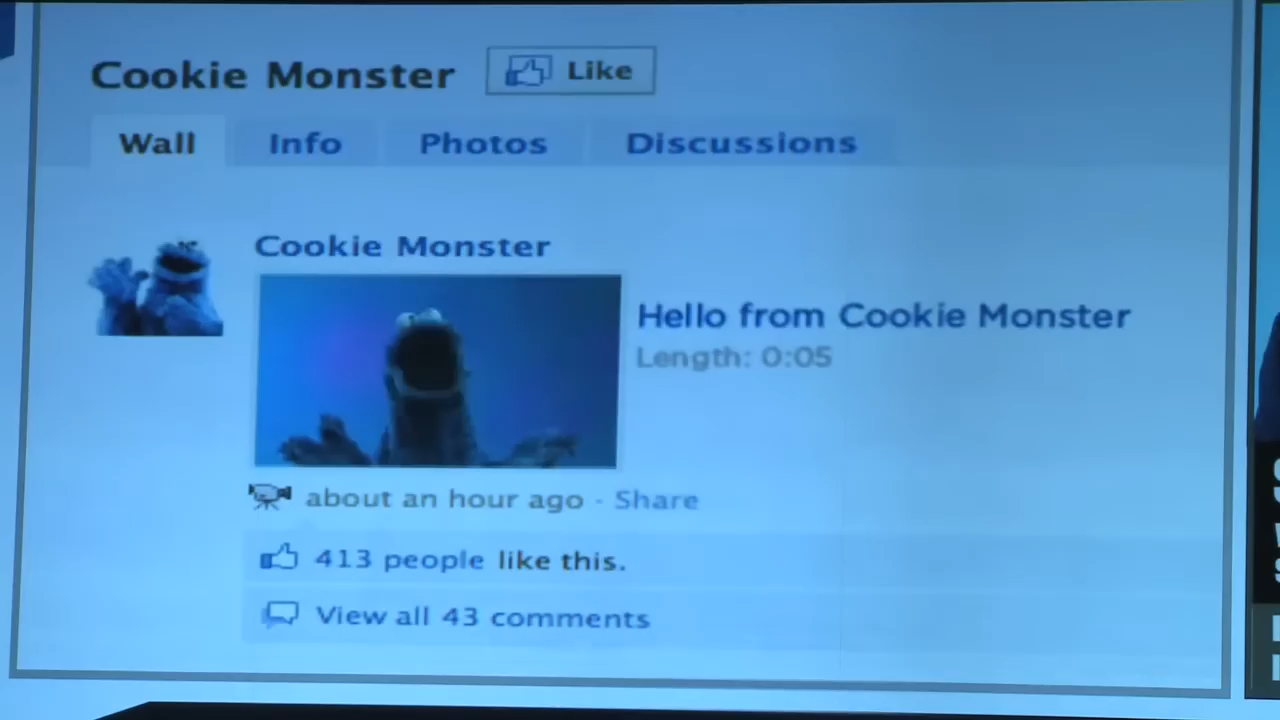 Cookie Monster
Like
Wall Info Photos Discussions
Cookie Monster
Hello from Cookie Monster
Length: 0:05
about an hour ago · Share
413 people like this.
View all 43 comments